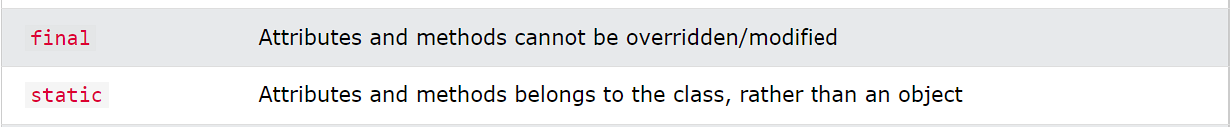 final Attributes and methods cannot be overridden/modified
static Attributes and methods belongs to the class, rather than an object